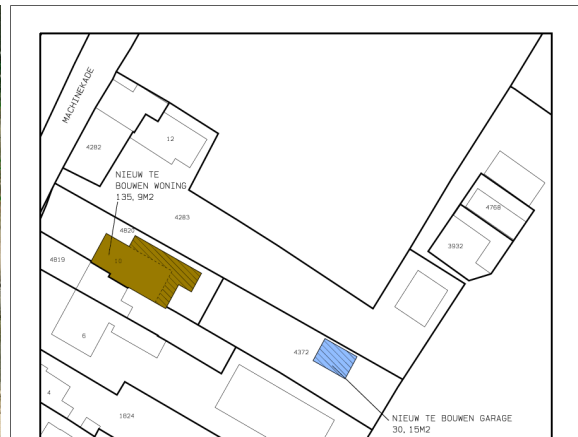 MACHINEKADE
12
4282
NIEUW TE
BOUWEN WONING
135,9M2
4768
4283
4820
3932
4819
10
6
4372
4
1824
NIEUW TE BOUWEN GARAGE
30,15M2